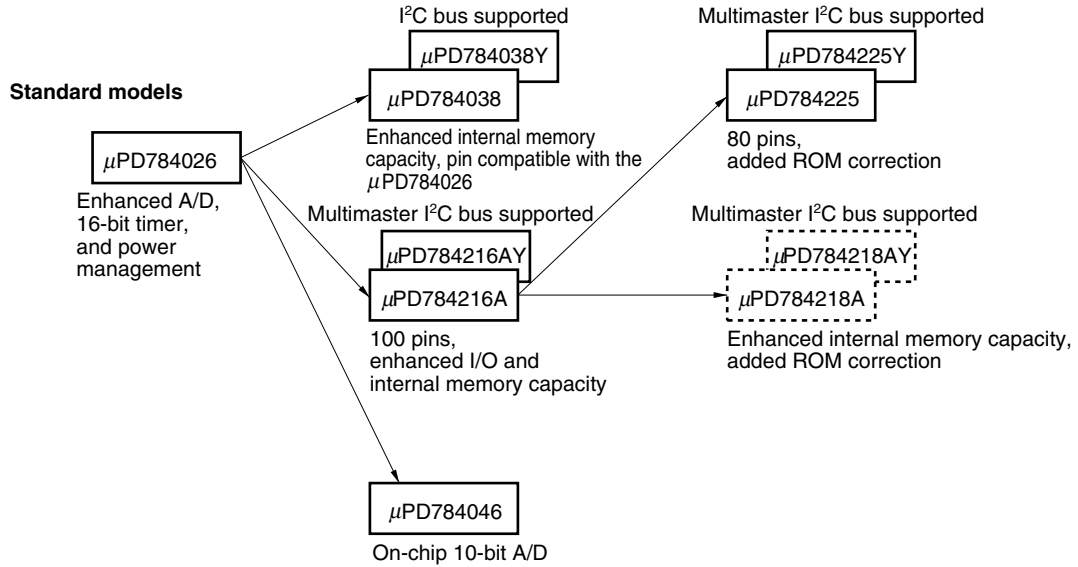 Standard models
μPD784026
Enhanced A/D,
16-bit timer,
and power
management
I²C bus supported
μPD784038Y
μPD784038
Enhanced internal memory
capacity, pin compatible with the
μPD784026
Multimaster I²C bus supported
μPD784216AY
μPD784216A
100 pins,
enhanced I/O and
internal memory capacity
μPD784046
On-chip 10-bit A/D
Multimaster I²C bus supported
μPD784225Y
μPD784225
80 pins,
added ROM correction
Multimaster I²C bus supported
μPD784218AY
μPD784218A
Enhanced internal memory capacity,
added ROM correction